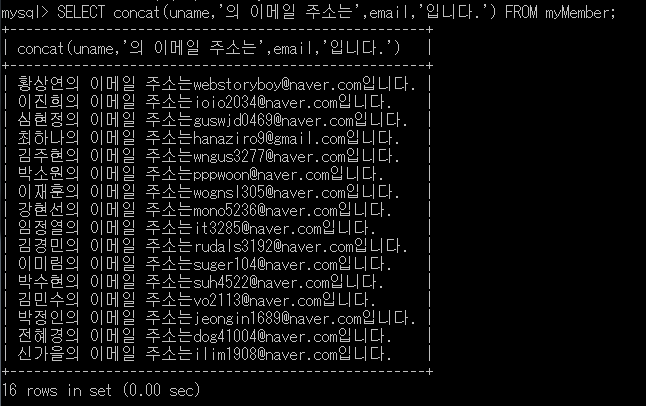 mysql> SELECT concat(uname,'의 이메일 주소는',email,'입니다.') FROM myMember;
+-----------------------------------------------------+
| concat(uname,'의 이메일 주소는',email,'입니다.') |
+-----------------------------------------------------+
| 황상연의 이메일 주소는webstoryboy@naver.com입니다. |
| 이진희의 이메일 주소는ioio2034@naver.com입니다. |
| 심현정의 이메일 주소는guswjd0469@naver.com입니다. |
| 최하나의 이메일 주소는hanaziro9@gmail.com입니다. |
| 김주현의 이메일 주소는wngus3277@naver.com입니다. |
| 박소원의 이메일 주소는pppwoon@naver.com입니다. |
| 이재훈의 이메일 주소는wognsl305@naver.com입니다. |
| 강현선의 이메일 주소는mono5236@naver.com입니다. |
| 임정열의 이메일 주소는it3285@naver.com입니다. |
| 김경민의 이메일 주소는rudals3192@naver.com입니다. |
| 이미림의 이메일 주소는suger104@naver.com입니다. |
| 박수현의 이메일 주소는suh4522@naver.com입니다. |
| 김민수의 이메일 주소는vo2113@naver.com입니다. |
| 박정인의 이메일 주소는jeongin1689@naver.com입니다. |
| 전혜경의 이메일 주소는dog41004@naver.com입니다. |
| 신가을의 이메일 주소는ilim1908@naver.com입니다. |
+-----------------------------------------------------+
16 rows in set (0.00 sec)